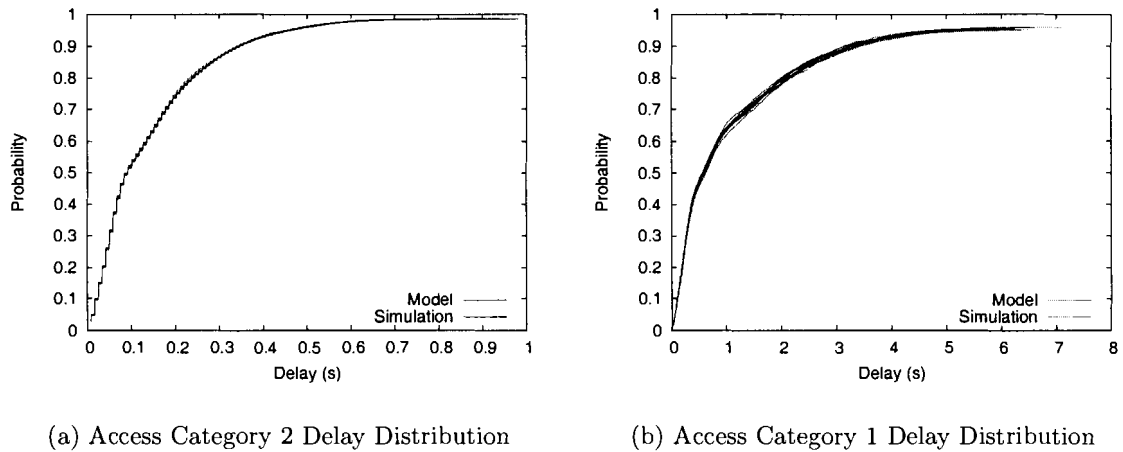 1
0.9
0.8
0.7
0.6
0.5
0.4
0.3
0.2
0.1
0
Probability
Model
Simulation
0 0.1 0.2 0.3 0.4 0.5 0.6 0.7 0.8 0.9 1
Delay (s)
(a) Access Category 2 Delay Distribution
1
0.9
0.8
0.7
0.6
0.5
0.4
0.3
0.2
0.1
0
Probability
Model
Simulation
0 1 2 3 4 5 6 7 8
Delay (s)
(b) Access Category 1 Delay Distribution